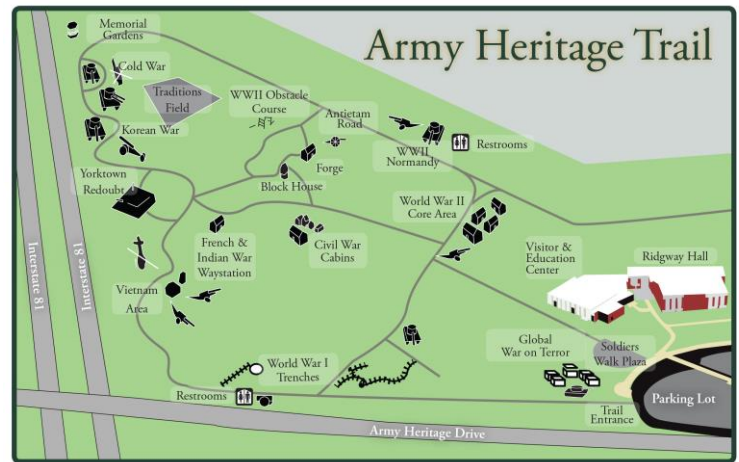 Army Heritage Trail
Memorial
Gardens
Cold War
Traditions
Field
WWII Obstacle
Course
Antietam
Road
Korean War
WWII
Normandy
Restrooms
Forge
Yorktown
Redoubt
Block House
World War II
Core Area
French &
Indian War
Waystation
Civil War
Cabins
Visitor &
Education
Center
Ridgway Hall
Interstate 81
Interstate 81
Vietnam
Area
Global
War on Terror
Soldiers
Walk Plaza
World War I
Trenches
Restrooms
Parking Lot
Trail
Entrance
Army Heritage Drive